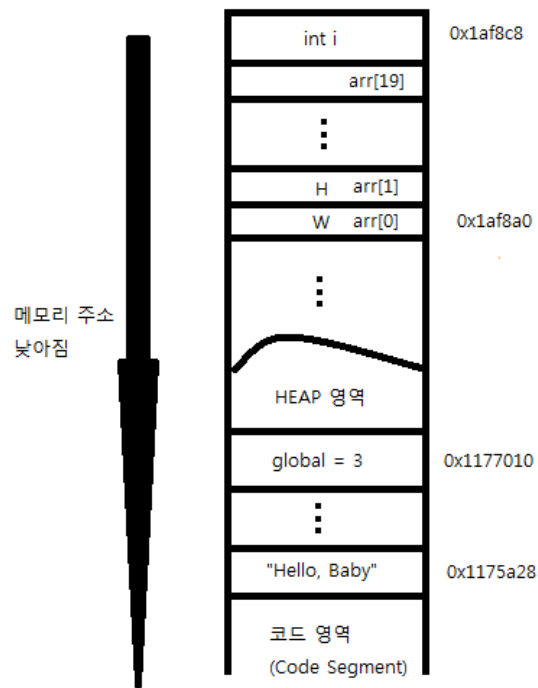 int i
0x1af8c8
arr[19]
H arr[1]
W arr[0]
0x1af8a0
메모리 주소
낮아짐
HEAP 영역
global = 3
0x1177010
"Hello, Baby"
0x1175a28
코드 영역
(Code Segment)